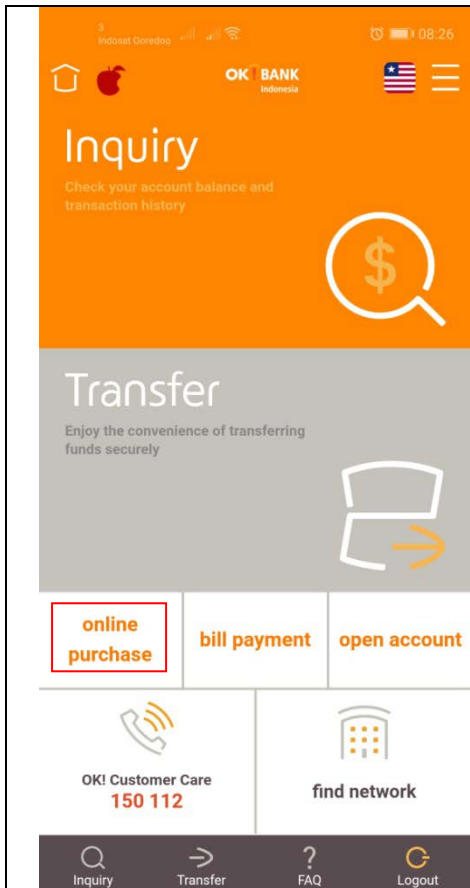 3
Indosat Ooredoo
08:26
OK! BANK
Indonesia
Inquiry
Check your account balance and
transaction history
$
Transfer
Enjoy the convenience of transferring
funds securely
online
purchase
bill payment
open account
OK! Customer Care
150 112
find network
?
Inquiry
Transfer
FAQ
Logout